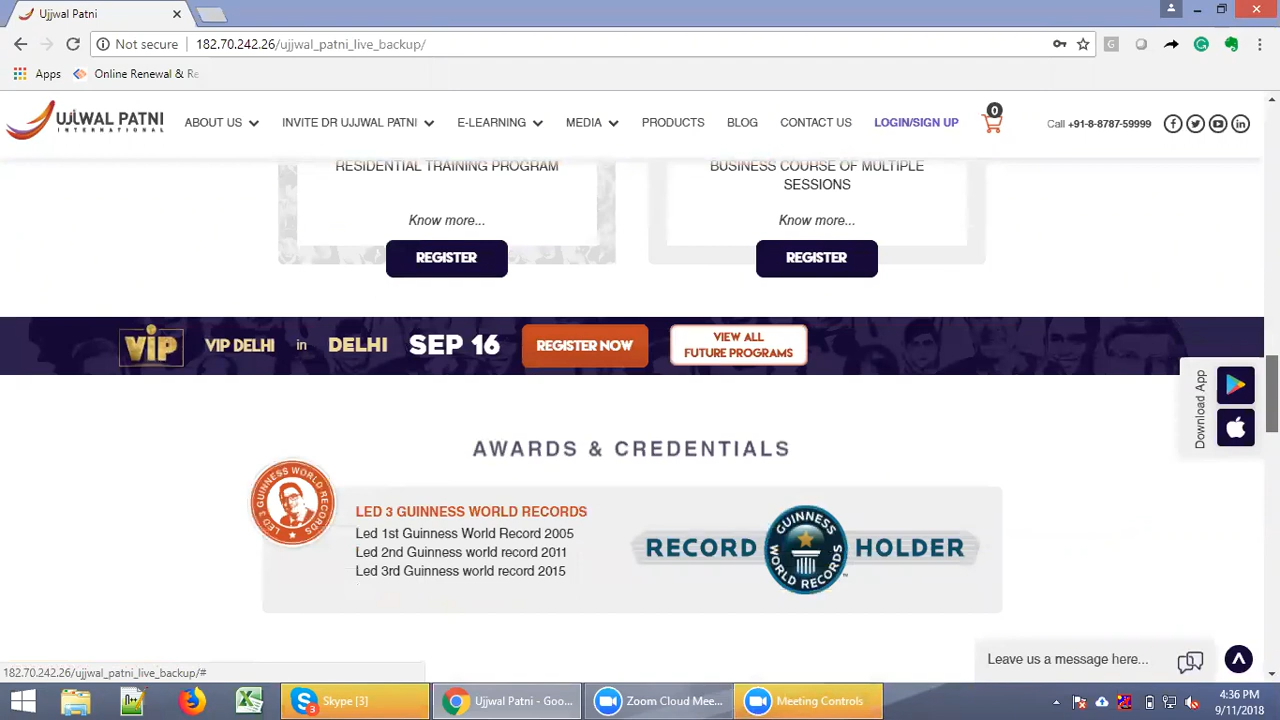 Ujjwal Patni
Not secure 182.70.242.26/ujjwal_patni_live_backup/
Apps Online Renewal & Re
UJJWAL PATNI
INTERNATIONAL
ABOUT US INVITE DR UJJWAL PATNI E-LEARNING MEDIA PRODUCTS BLOG CONTACT US LOGIN/SIGN UP 0 Call +91-8-8787-59999
RESIDENTIAL TRAINING PROGRAM
BUSINESS COURSE OF MULTIPLE
SESSIONS
Know more...
Know more...
REGISTER
REGISTER
VIP VIP DELHI in DELHI SEP 16 REGISTER NOW VIEW ALL
FUTURE PROGRAMS
Download App
AWARDS & CREDENTIALS
LED 3 GUINNESS WORLD RECORDS
LED 3 GUINNESS WORLD RECORDS
Led 1st Guinness World Record 2005
Led 2nd Guinness world record 2011
Led 3rd Guinness world record 2015
RECORD GUINNESS WORLD RECORDS HOLDER
Leave us a message here...
182.70.242.26/ujjwal_patni_live_backup/#
Skype [3] Ujjwal Patni - Goo... Zoom Cloud Mee... Meeting Controls
4:36 PM
9/11/2018